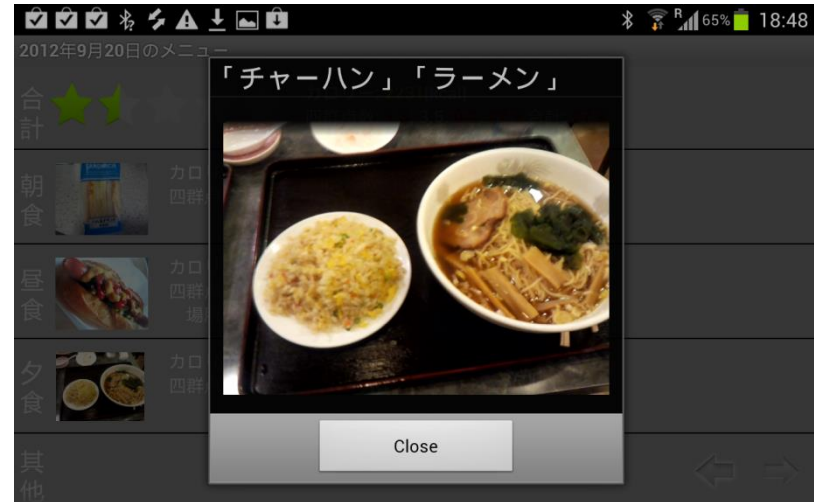 R 65% 18:48
2012年9月20日のメニュー
「チャーハン」「ラーメン」
合計
朝食
カロ
四群
昼食
カロ
四群
場
夕食
カロ
四群
其他
Close